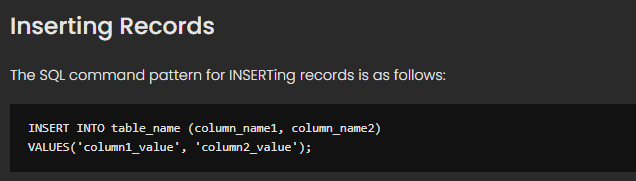 Inserting Records
The SQL command pattern for INSERTing records is as follows:
INSERT INTO table_name (column_name1, column_name2)
VALUES('column1_value', 'column2_value');